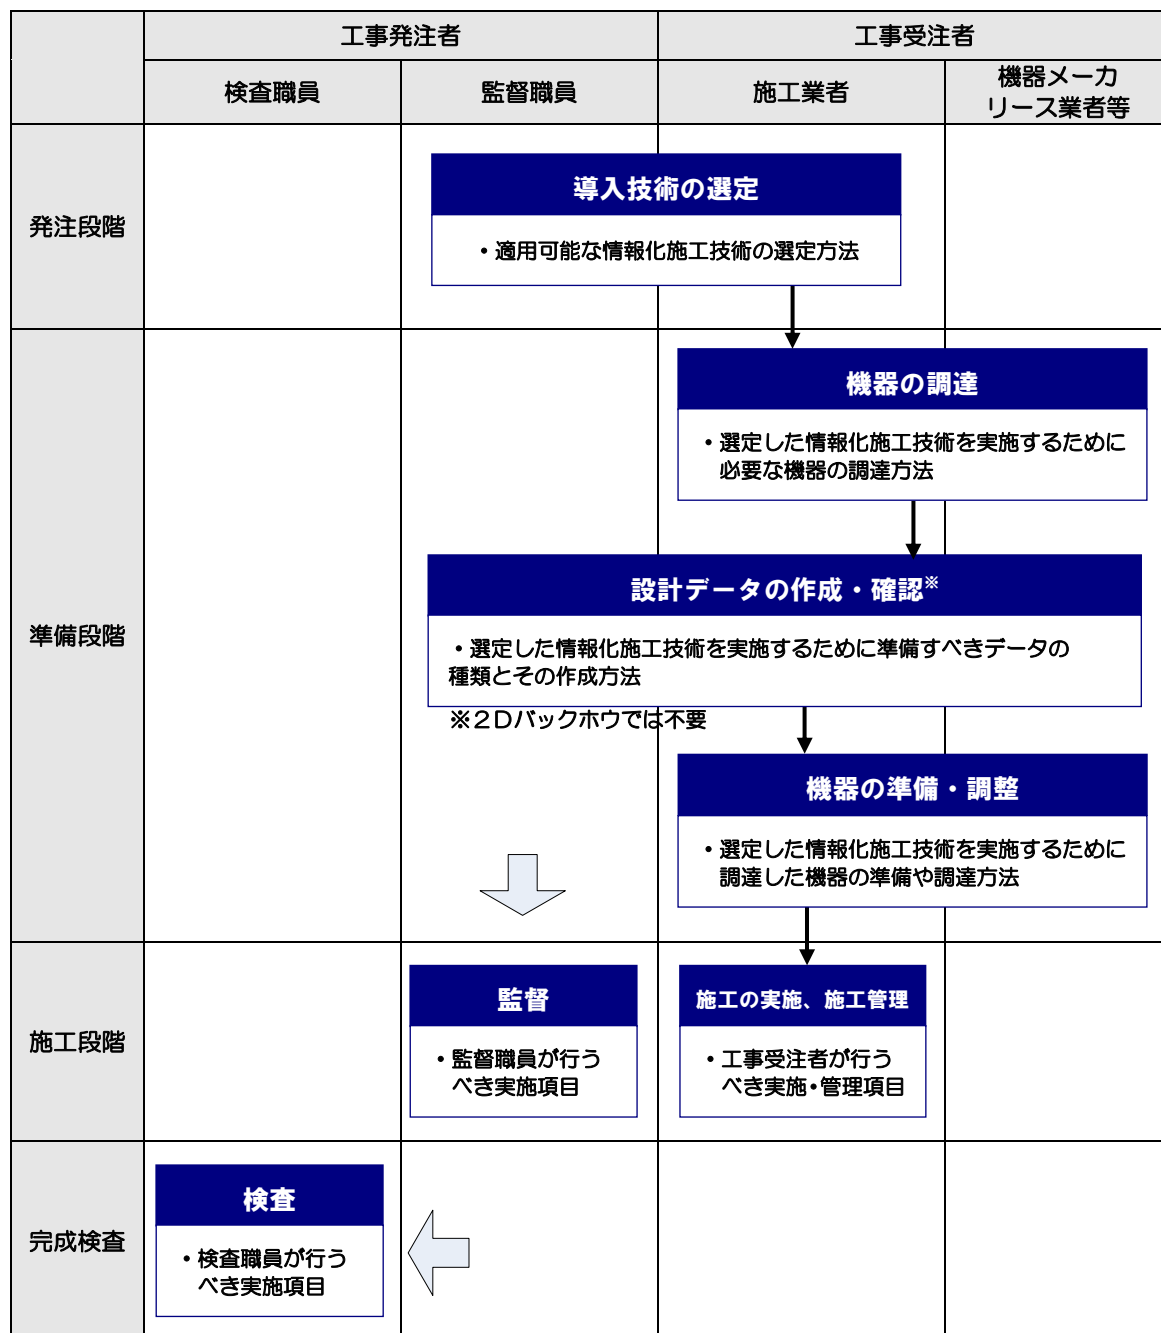 工事発注者
工事受注者
検査職員
監督職員
施工業者
機器メーカ
リース業者等
発注段階
導入技術の選定
・適用可能な情報化施工技術の選定方法
準備段階
機器の調達
・選定した情報化施工技術を実施するために
必要な機器の調達方法
設計データの作成・確認※
・選定した情報化施工技術を実施するために準備すべきデータの
種類とその作成方法
※２Ｄバックホウでは不要
機器の準備・調整
・選定した情報化施工技術を実施するために
調達した機器の準備や調達方法
施工段階
監督
・監督職員が行う
べき実施項目
施工の実施、施工管理
・工事受注者が行う
べき実施・管理項目
完成検査
検査
・検査職員が行う
べき実施項目